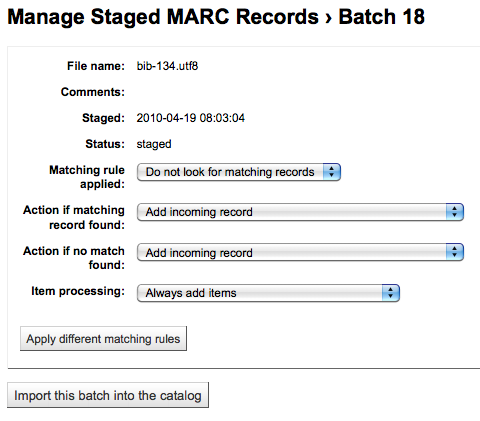 Manage Staged MARC Records › Batch 18
File name: bib-134.utf8
Comments:
Staged: 2010-04-19 08:03:04
Status: staged
Matching rule applied: Do not look for matching records
Action if matching record found: Add incoming record
Action if no match found: Add incoming record
Item processing: Always add items
Apply different matching rules
Import this batch into the catalog